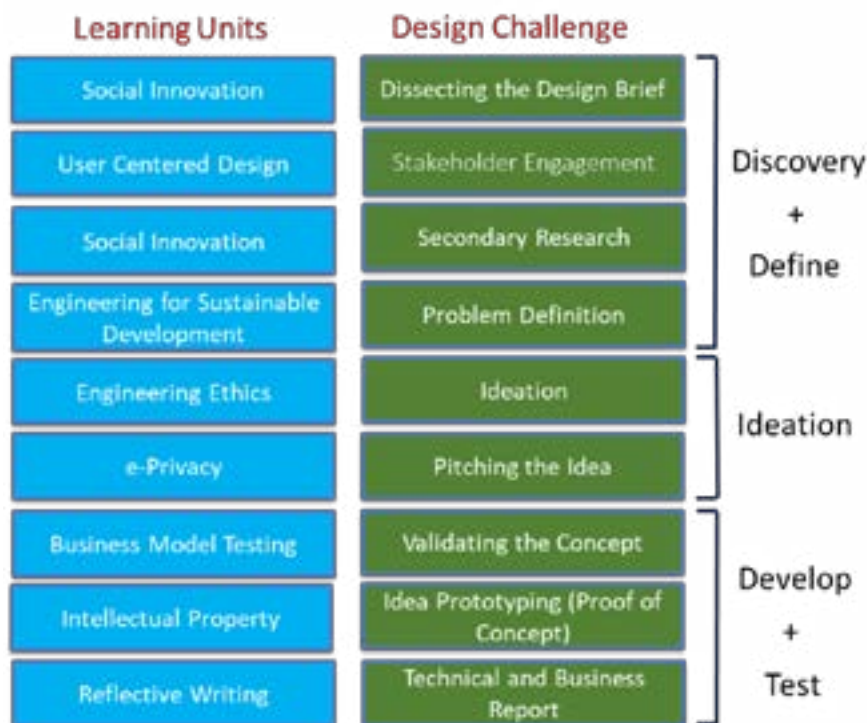 Learning Units
Design Challenge
Social Innovation
Dissecting the Design Brief
User Centered Design
Stakeholder Engagement
Social Innovation
Secondary Research
Engineering for Sustainable
Development
Problem Definition
Discovery
+
Define
Engineering Ethics
Ideation
e-Privacy
Pitching the Idea
Ideation
Business Model Testing
Validating the Concept
Intellectual Property
Idea Prototyping (Proof of
Concept)
Reflective Writing
Technical and Business
Report
Develop
+
Test